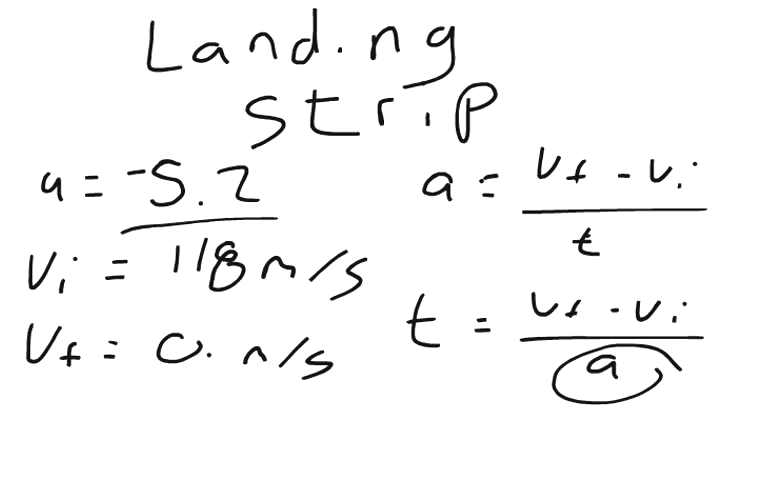 Landing
strip
a = -5.2
Vi = 118 m/s
Vf = 0. m/s
a = Vf - Vi
t
t = Vf - Vi
a